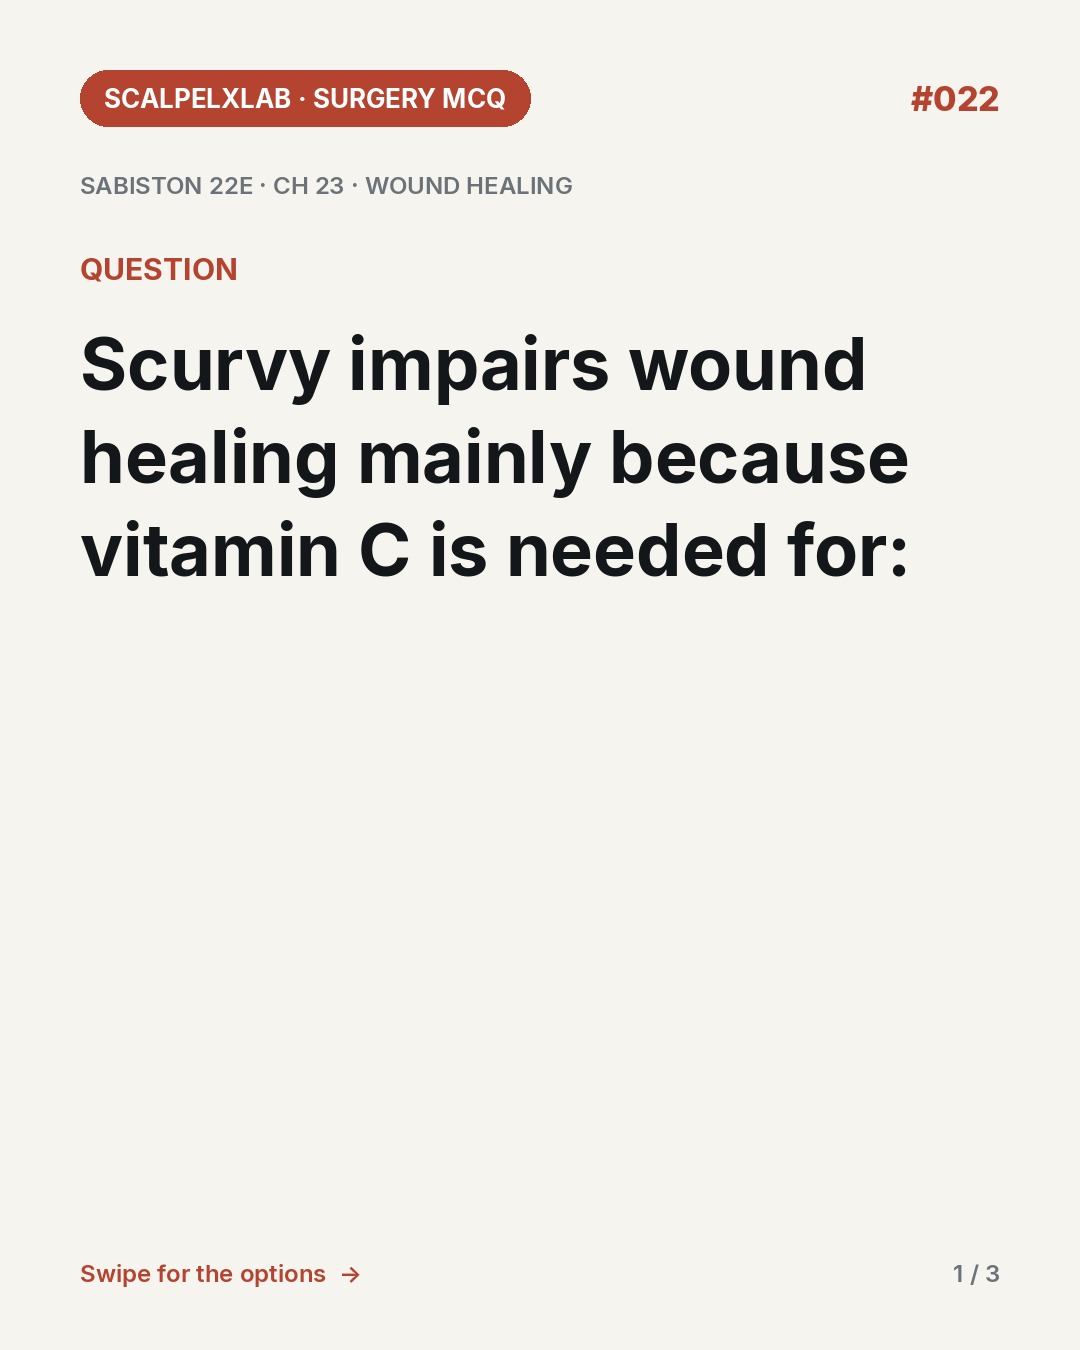 SCALPELXLAB · SURGERY MCQ
#022
SABISTON 22E · CH 23 · WOUND HEALING
QUESTION
Scurvy impairs wound
healing mainly because
vitamin C is needed for:
Swipe for the options →
1 / 3